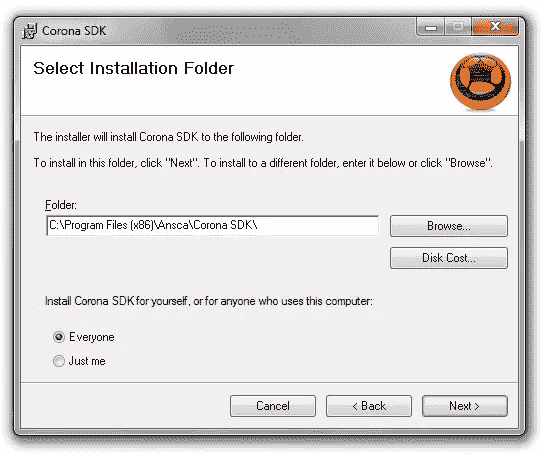 Corona SDK
Select Installation Folder
The installer will install Corona SDK to the following folder.
To install in this folder, click "Next". To install to a different folder, enter it below or click "Browse".
Folder:
C:\Program Files (x86)\Ansca\Corona SDK\
Browse...
Disk Cost...
Install Corona SDK for yourself, or for anyone who uses this computer:
Everyone
Just me
Cancel
< Back
Next >